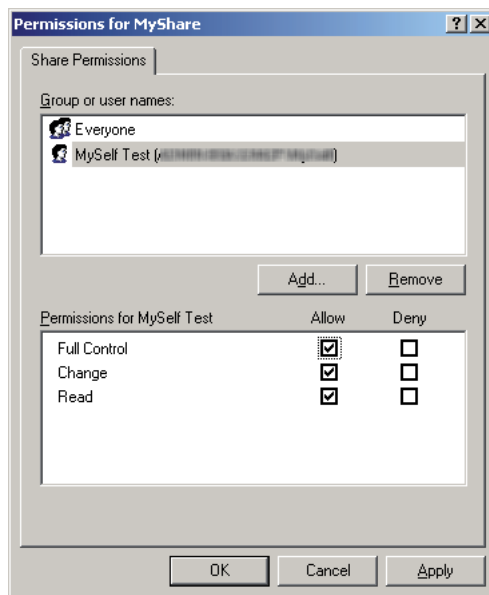 Permissions for MyShare
Share Permissions
Group or user names:
Everyone
MySelf Test (
Add... Remove
Permissions for MySelf Test Allow Deny
Full Control
Change
Read
OK Cancel Apply